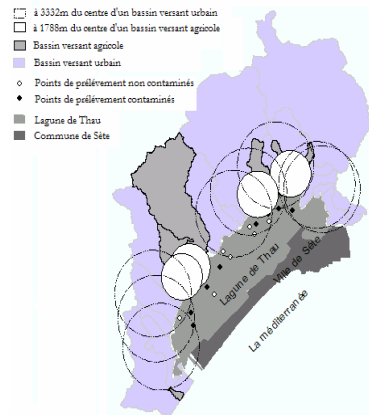 à 3332m du centre d'un bassin versant urbain
à 1788m du centre d'un bassin versant agricole
Bassin versant agricole
Bassin versant urbain
Points de prélèvement non contaminés
Points de prélèvement contaminés
Lagune de Thau
Commune de Sète
Lagune de Thau
Ville de Sète
La méditerranée